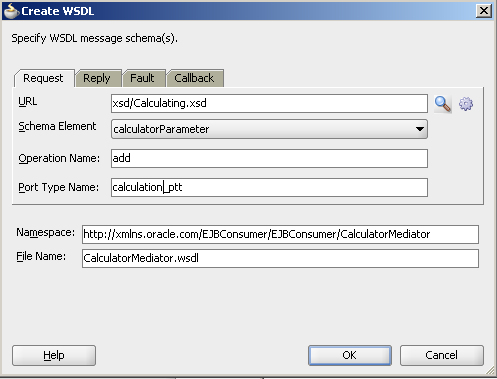 Create WSDL
Specify WSDL message schema(s).
Request Reply Fault Callback
URL xsd/Calculating.xsd
Schema Element calculatorParameter
Operation Name: add
Port Type Name: calculation_ptt
Namespace: http://xmlns.oracle.com/EJBConsumer/EJBConsumer/CalculatorMediator
File Name: CalculatorMediator.wsdl
Help OK Cancel